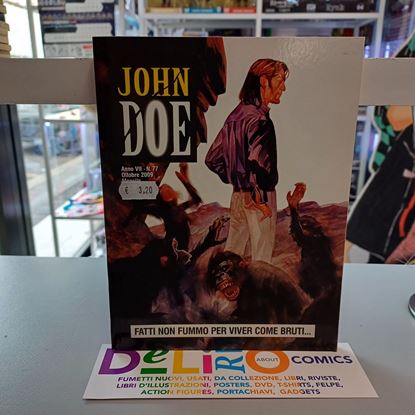 JOHN
DOE
Anno VII - N. 77
Ottobre 2009
€ 3,20
FATTI NON FUMMO PER VIVER COME BRUTI...
DeLiRiO ABOUT COMICS
FUMETTI NUOVI, USATI, DA COLLEZIONE, LIBRI, RIVISTE,
LIBRI D'ILLUSTRAZIONI, POSTERS, DVD, T-SHIRTS, FELPE,
ACTION FIGURES, PORTACHIAVI, GADGETS